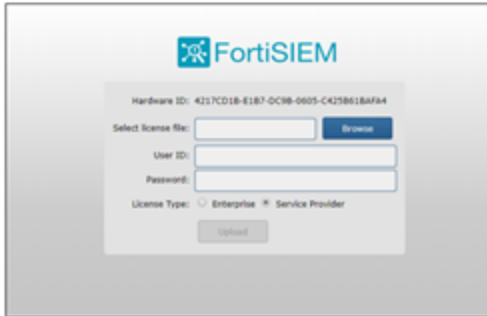 FortiSIEM
Hardware ID: 4217CD1B-E1B7-DC9B-0605-C425B61BAFA4
Select license file: Browse
User ID:
Password:
License Type: Enterprise Service Provider
Upload